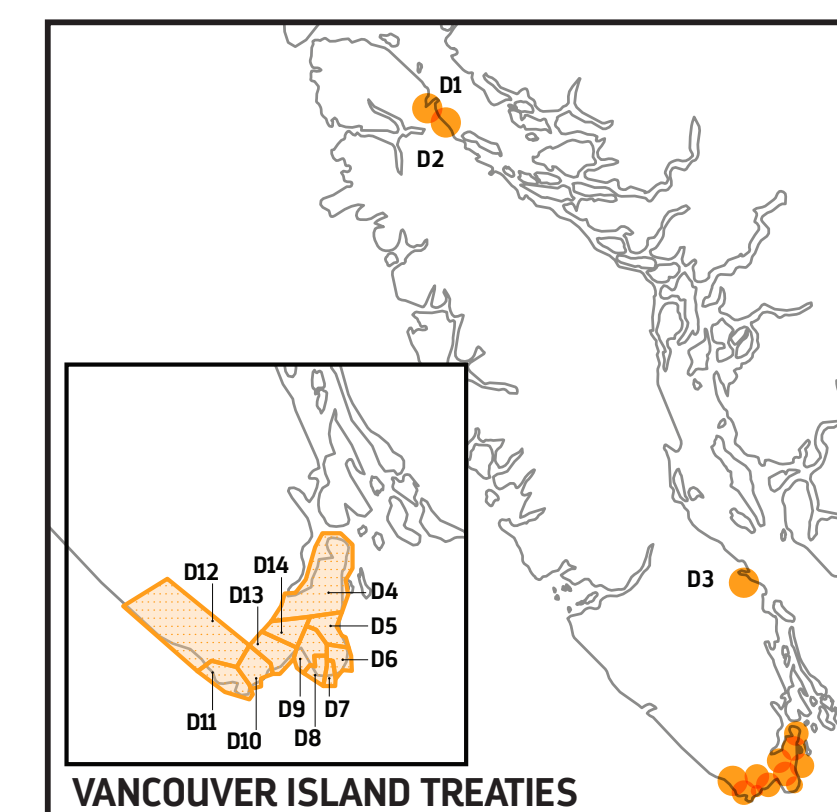 D1
D2
D3
D14
D12
D13
D4
D5
D6
D9
D7
D11
D8
D10
VANCOUVER ISLAND TREATIES